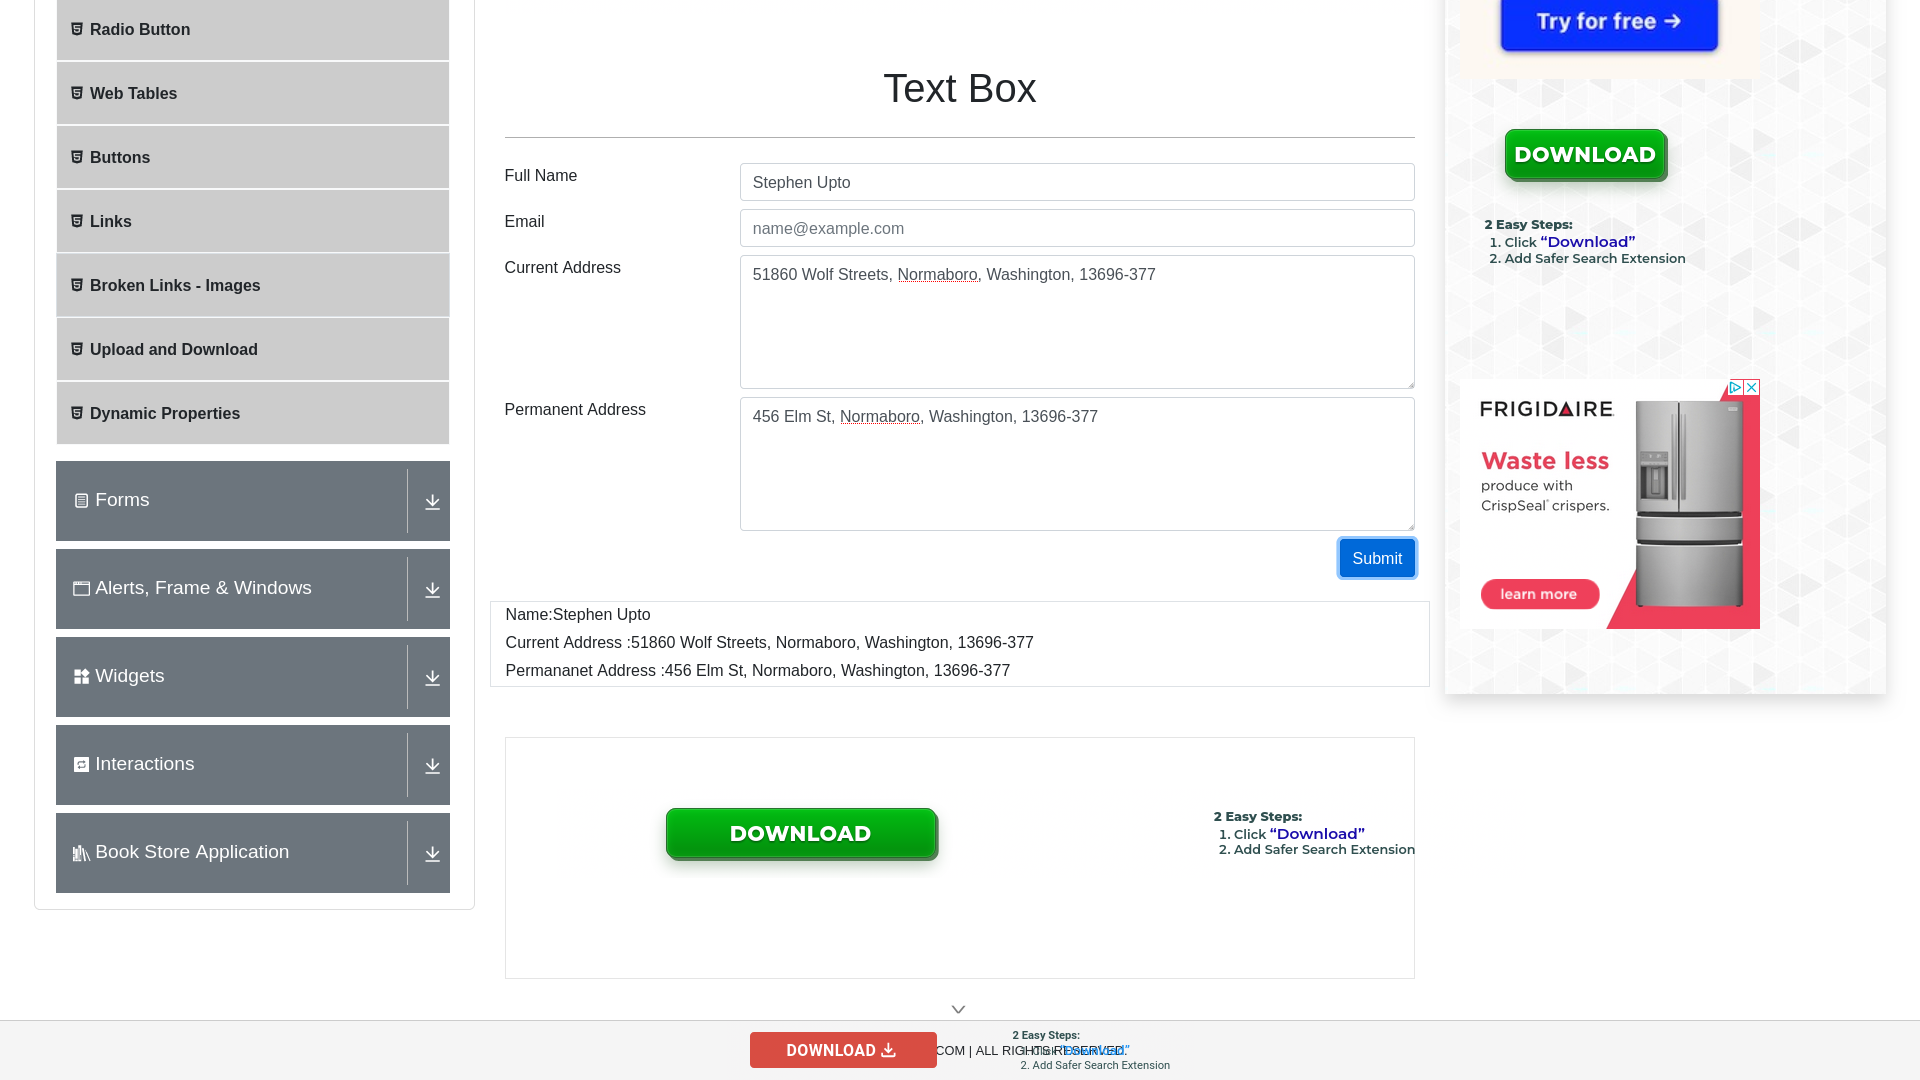 Radio Button
Web Tables
Buttons
Links
Broken Links - Images
Upload and Download
Dynamic Properties
Forms
Alerts, Frame & Windows
Widgets
Interactions
Book Store Application
Text Box
Full Name
Stephen Upto
Email
name@example.com
Current Address
51860 Wolf Streets, Normaboro, Washington, 13696-377
Permanent Address
456 Elm St, Normaboro, Washington, 13696-377
Submit
Name:Stephen Upto
Current Address :51860 Wolf Streets, Normaboro, Washington, 13696-377
Permananet Address :456 Elm St, Normaboro, Washington, 13696-377
DOWNLOAD
2 Easy Steps:
1. Click “Download”
2. Add Safer Search Extension
Try for free →
DOWNLOAD
2 Easy Steps:
1. Click “Download”
2. Add Safer Search Extension
FRIGIDAIRE
Waste less
produce with
CrispSeal® crispers.
learn more
DOWNLOAD
2 Easy Steps:
COM | ALL RIGHTS RESERVED.
1. Click “Download”
2. Add Safer Search Extension